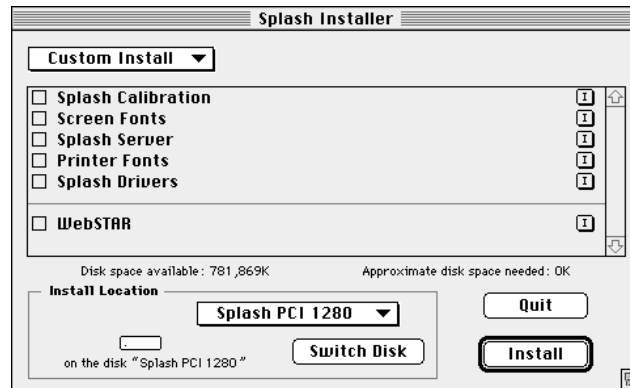 Splash Installer
Custom Install
Splash Calibration
Screen Fonts
Splash Server
Printer Fonts
Splash Drivers
WebSTAR
Disk space available: 781,869K Approximate disk space needed: 0K
Install Location
Splash PCI 1280
Quit
on the disk "Splash PCI 1280"
Switch Disk
Install